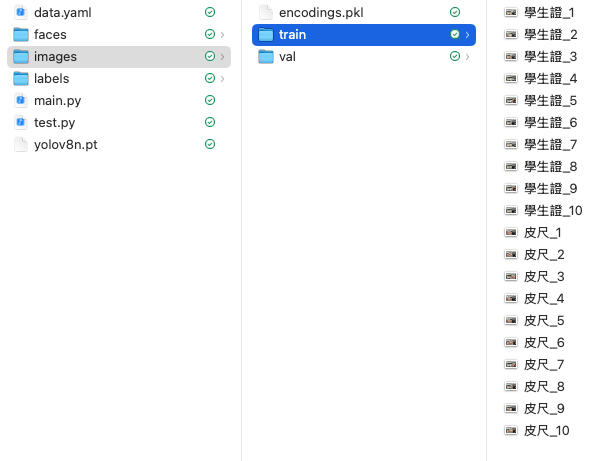 data.yaml
faces
images
labels
main.py
test.py
yolov8n.pt
encodings.pkl
train
val
學生證_1
學生證_2
學生證_3
學生證_4
學生證_5
學生證_6
學生證_7
學生證_8
學生證_9
學生證_10
皮尺_1
皮尺_2
皮尺_3
皮尺_4
皮尺_5
皮尺_6
皮尺_7
皮尺_8
皮尺_9
皮尺_10